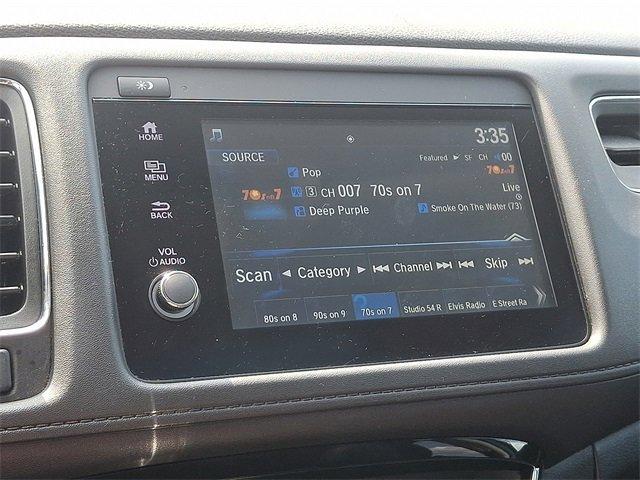 HOME
MENU
BACK
VOL
AUDIO
3:35
SOURCE
Featured ▶ SF CH 00
Pop
70s on 7
3 CH 007 70s on 7
Live
Deep Purple
Smoke On The Water (73)
Scan ◀ Category ▶ ⏮ Channel ⏭ ⏮ Skip ⏭
80s on 8 90s on 9 70s on 7 Studio 54 R Elvis Radio E Street Ra